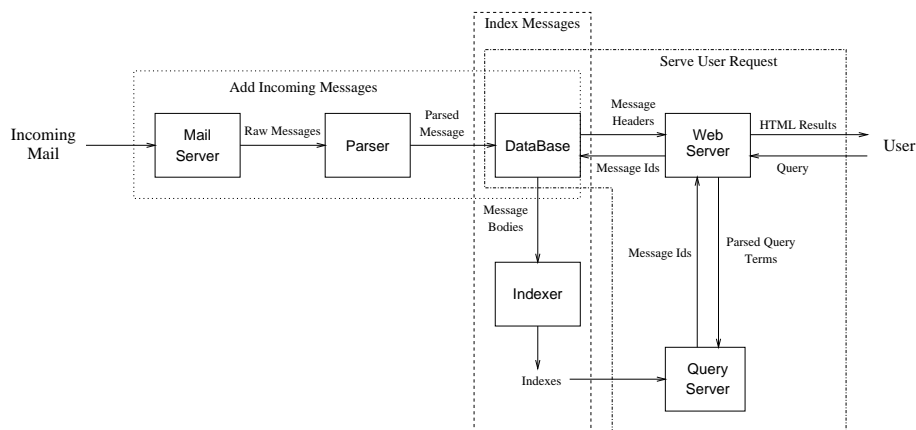 Index Messages
Serve User Request
Add Incoming Messages
Incoming
Mail
Mail
Server
Raw Messages
Parser
Parsed
Message
DataBase
Message
Headers
Message Ids
Web
Server
HTML Results
Query
User
Message
Bodies
Message Ids
Parsed Query
Terms
Indexer
Indexes
Query
Server